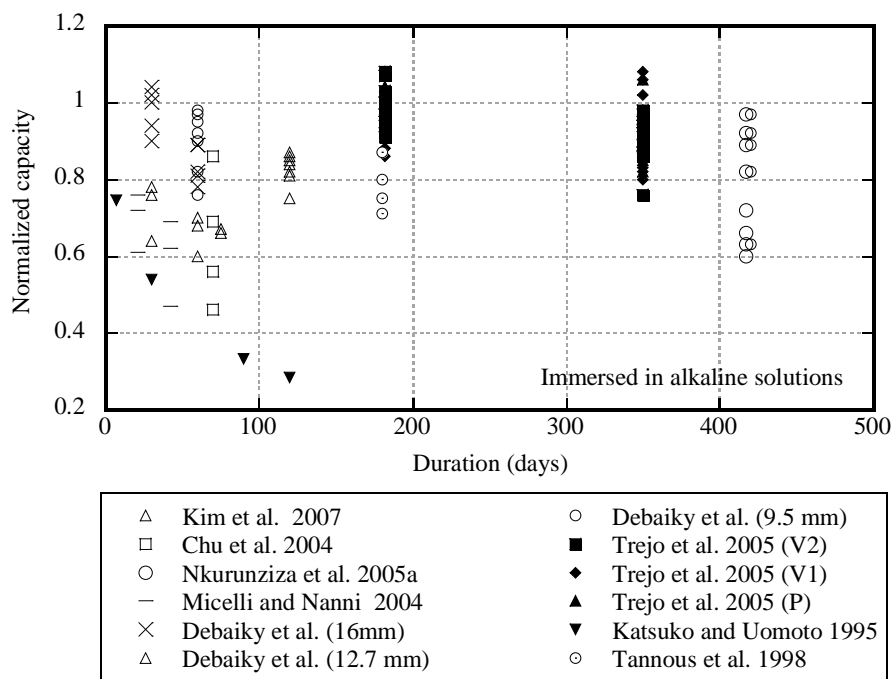 1.2
1
0.8
0.6
0.4
0.2
Normalized capacity
Immersed in alkaline solutions
0 100 200 300 400 500
Duration (days)
Kim et al. 2007
Chu et al. 2004
Nkurunziza et al. 2005a
Micelli and Nanni 2004
Debaiky et al. (16mm)
Debaiky et al. (12.7 mm)
Debaiky et al. (9.5 mm)
Trejo et al. 2005 (V2)
Trejo et al. 2005 (V1)
Trejo et al. 2005 (P)
Katsuko and Uomoto 1995
Tannous et al. 1998